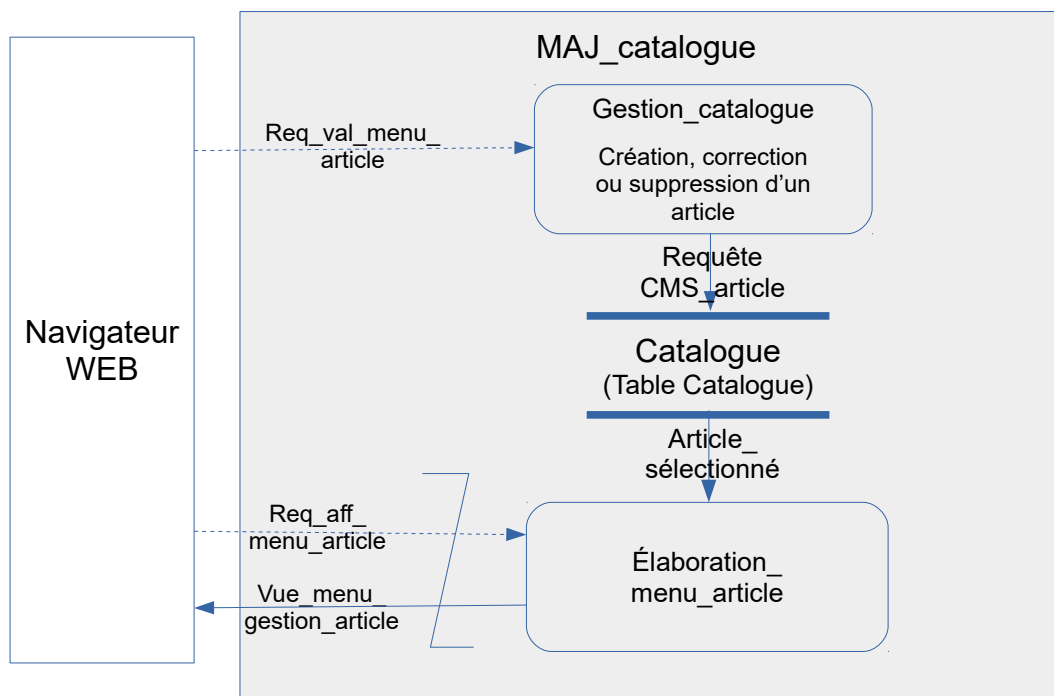 MAJ_catalogue
Gestion_catalogue
Création, correction
ou suppression d’un
article
Req_val_menu_
article
Requête
CMS_article
Navigateur
WEB
Catalogue
(Table Catalogue)
Article_
sélectionné
Req_aff_
menu_article
Élaboration_
menu_article
Vue_menu_
gestion_article